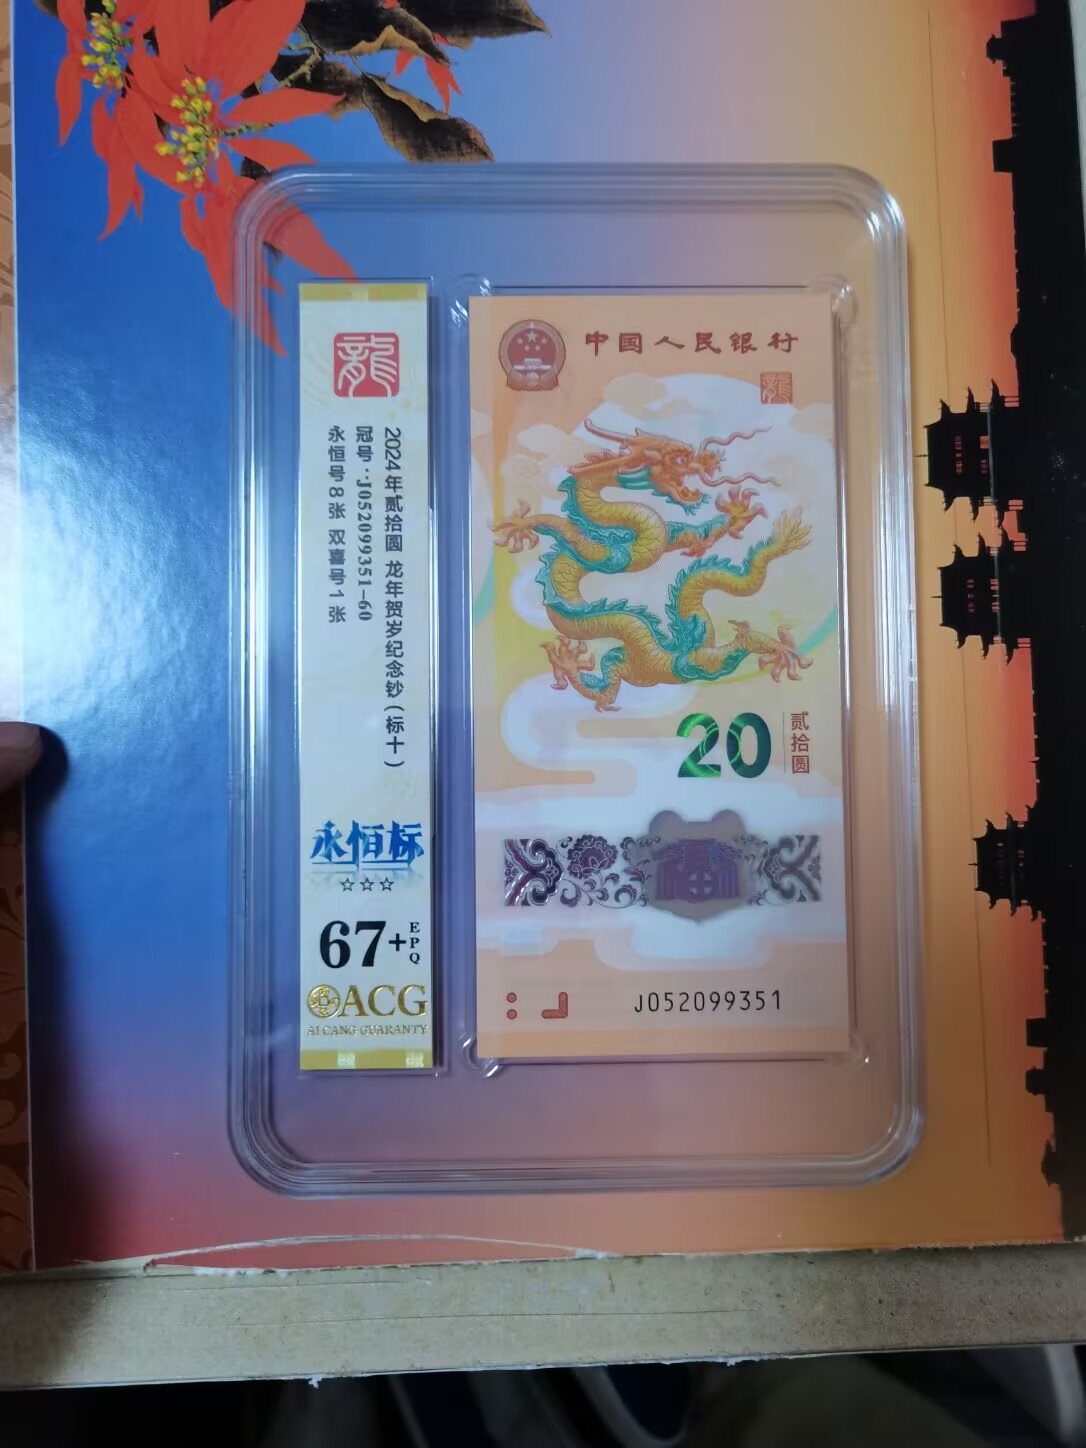 龍
2024年贰拾圆 龙年贺岁纪念钞（标十）
冠号：J052099351-60
永恒号8张 双喜号1张
永恒标
☆☆☆
67+
EPQ
ACG
AI CANG GUARANTY
中国人民银行
龍
20
贰拾圆
J052099351